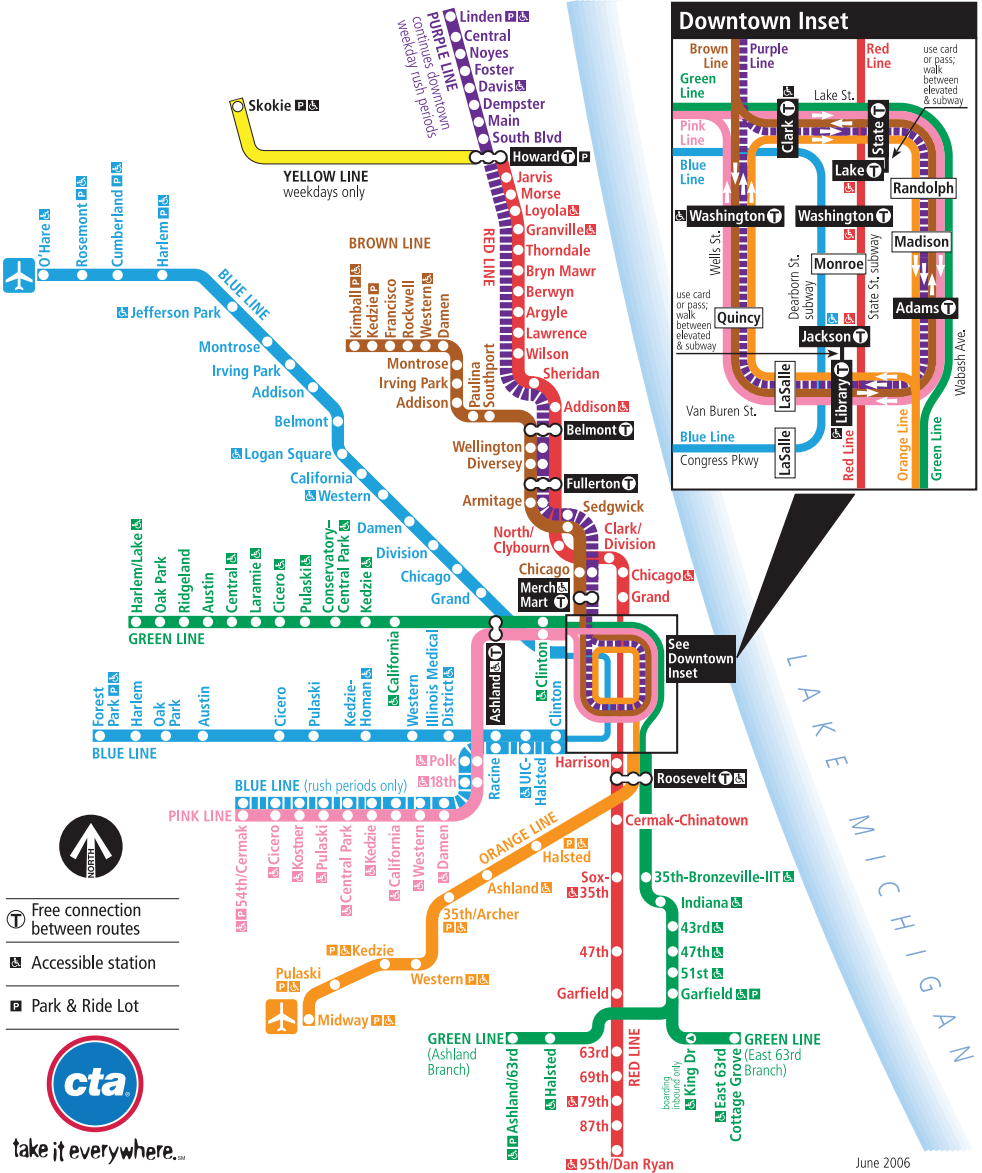 Linden P
Central
Noyes
Foster
Davis
Dempster
Main
South Blvd
PURPLE LINE
continues downtown
weekday rush periods
Skokie P
Howard T P
YELLOW LINE
weekdays only
Jarvis
Morse
Loyola
Granville
Thorndale
Bryn Mawr
Berwyn
Argyle
Lawrence
Wilson
Sheridan
Addison
RED LINE
Belmont T
Fullerton T
BROWN LINE
Kimball P
Kedzie P
Francisco
Rockwell
Western
Damen
Montrose
Irving Park
Addison
Paulina
Southport
Wellington
Diversey
Armitage
Sedgwick
North/
Clybourn
Clark/
Division
Chicago
Chicago
Grand
Merch
Mart T
O'Hare
Rosemont P
Cumberland P
Harlem P
BLUE LINE
Jefferson Park
Montrose
Irving Park
Addison
Belmont
Logan Square
California
Western
Damen
Division
Chicago
Grand
Harlem/Lake
Oak Park
Ridgeland
Austin
Central
Laramie
Cicero
Pulaski
Conservatory–
Central Park
Kedzie
California
GREEN LINE
Ashland T
Clinton
See
Downtown
Inset
Forest
Park P
Harlem
Oak
Park
Austin
Cicero
Pulaski
Kedzie-
Homan
Western
Illinois Medical
District
Clinton
BLUE LINE
Racine
UIC-
Halsted
Polk
18th
BLUE LINE (rush periods only)
PINK LINE
P 54th/Cermak
Cicero
Kostner
Pulaski
Central Park
Kedzie
California
Western
Damen
Harrison
Roosevelt T
Cermak-Chinatown
ORANGE LINE
Halsted
P
Ashland
35th/Archer
P
P Kedzie
Western P
Pulaski
P
Midway P
Sox-
35th
47th
Garfield
63rd
69th
79th
87th
95th/Dan Ryan
RED LINE
35th-Bronzeville-IIT
Indiana
43rd
47th
51st
Garfield P
GREEN LINE
(Ashland
Branch)
P Ashland/63rd
Halsted
boarding
inbound only
King Dr
East 63rd
Cottage Grove
GREEN LINE
(East 63rd
Branch)
LAKE MICHIGAN
NORTH
T Free connection
between routes
Accessible station
P Park & Ride Lot
cta
take it everywhere.SM
June 2006
Downtown Inset
Brown
Line
Purple
Line
Red
Line
use card
or pass;
walk
between
elevated
& subway
Green
Line
Lake St.
Clark T
State T
Pink
Line
Blue
Line
Lake T
Randolph
Washington T
Washington T
Madison
Wells St.
Dearborn St.
subway
Monroe
State St. subway
use card
or pass;
walk
between
elevated
& subway
Quincy
Adams T
Jackson T
Wabash Ave.
LaSalle
Library T
Van Buren St.
Blue Line
Congress Pkwy
LaSalle
Red Line
Orange Line
Green Line